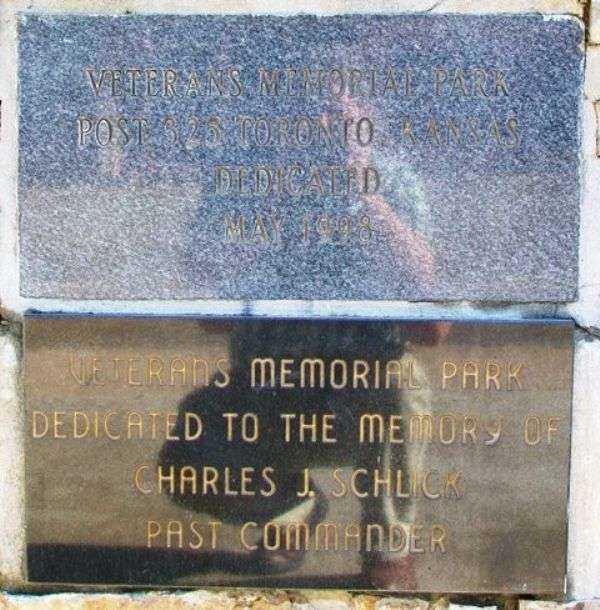 VETERANS MEMORIAL PARK
POST 325 TORONTO, KANSAS
DEDICATED
MAY 1998
VETERANS MEMORIAL PARK
DEDICATED TO THE MEMORY OF
CHARLES J. SCHLICK
PAST COMMANDER